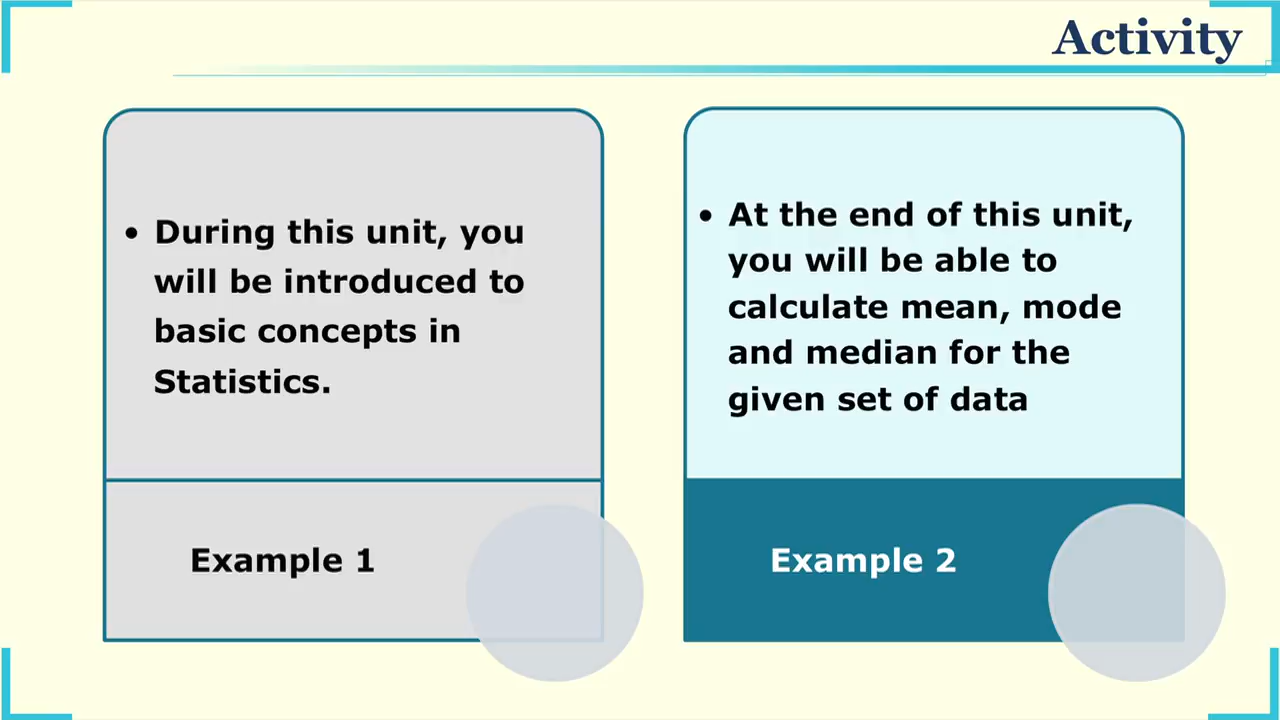 Activity
• During this unit, you
will be introduced to
basic concepts in
Statistics.
Example 1
• At the end of this unit,
you will be able to
calculate mean, mode
and median for the
given set of data
Example 2